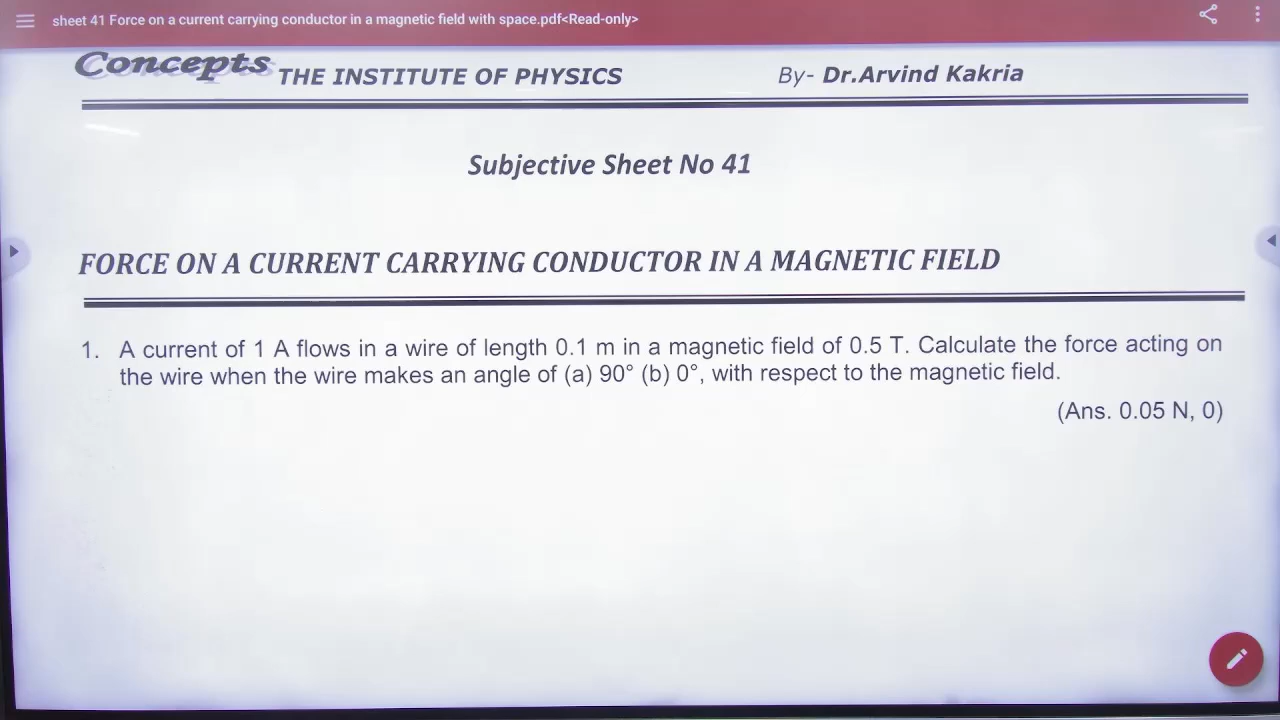 sheet 41 Force on a current carrying conductor in a magnetic field with space.pdf<Read-only>
Concepts THE INSTITUTE OF PHYSICS By- Dr.Arvind Kakria
Subjective Sheet No 41
FORCE ON A CURRENT CARRYING CONDUCTOR IN A MAGNETIC FIELD
1. A current of 1 A flows in a wire of length 0.1 m in a magnetic field of 0.5 T. Calculate the force acting on
the wire when the wire makes an angle of (a) 90° (b) 0°, with respect to the magnetic field.
(Ans. 0.05 N, 0)